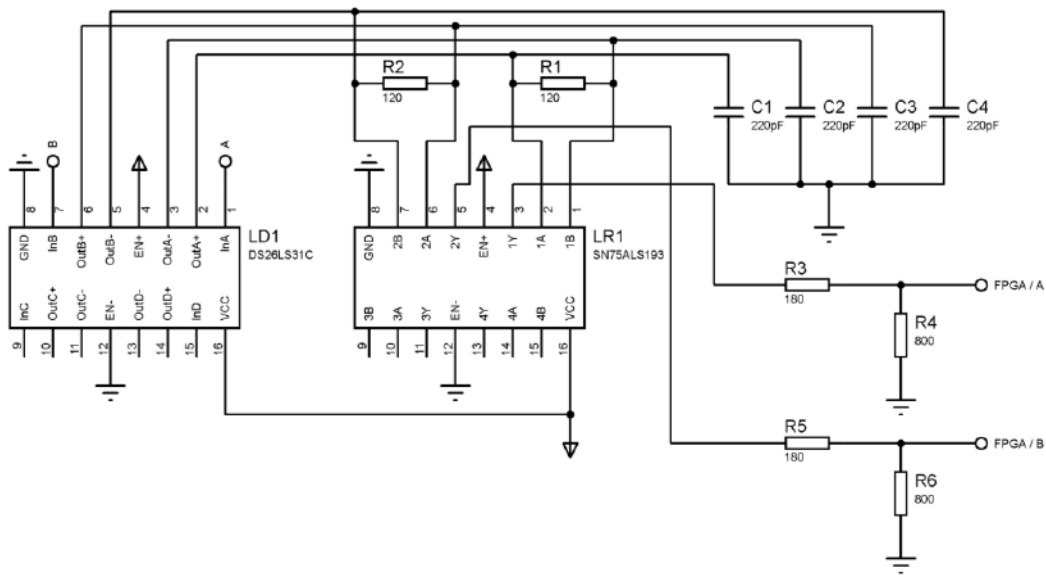 R2
120
R1
120
C1
220pF
C2
220pF
C3
220pF
C4
220pF
B
A
8
7
6
5
4
3
2
1
GND
InB
OutB+
OutB-
EN+
OutA-
OutA+
InA
LD1
DS26LS31C
InC
OutC+
OutC-
EN-
OutD-
OutD+
InD
VCC
9
10
11
12
13
14
15
16
8
7
6
5
4
3
2
1
GND
2B
2A
2Y
EN+
1Y
1A
1B
LR1
SN75ALS193
3B
3A
3Y
EN-
4Y
4A
4B
VCC
9
10
11
12
13
14
15
16
R3
180
FPGA / A
R4
800
R5
180
FPGA / B
R6
800